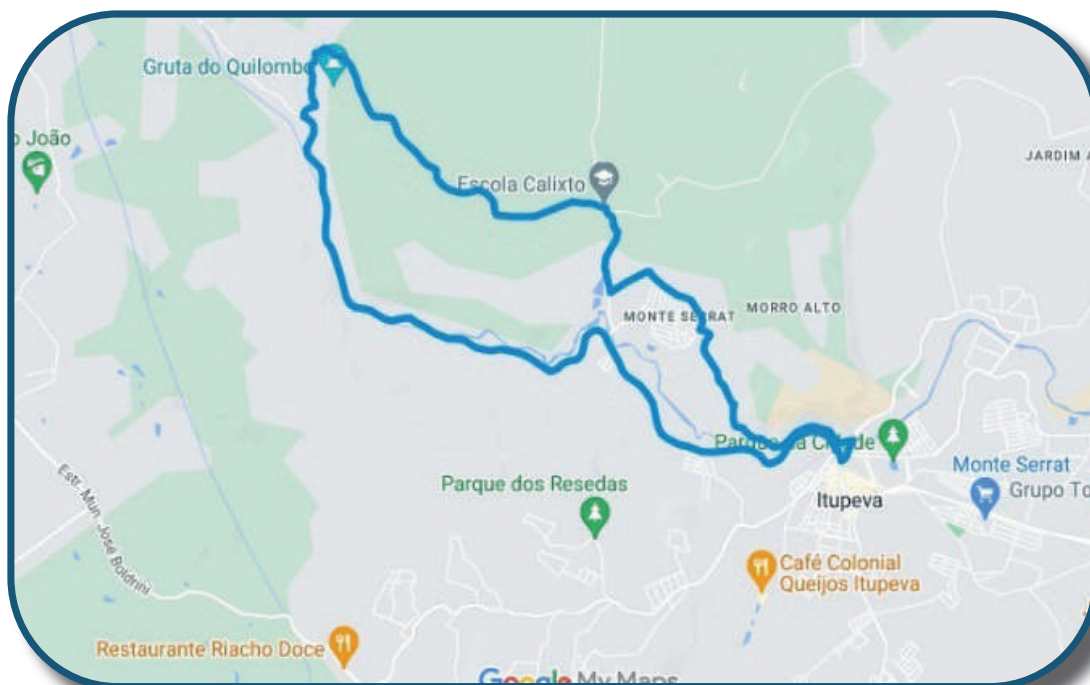 Gruta do Quilombo
o João
JARDIM A
Escola Calixto
MONTE SERRAT
MORRO ALTO
Parque da Cidade
Monte Serrat
Grupo To
Parque dos Resedas
Itupeva
Estr. Mun. José Boldrini
Café Colonial
Queijos Itupeva
Restaurante Riacho Doce
Google My Maps